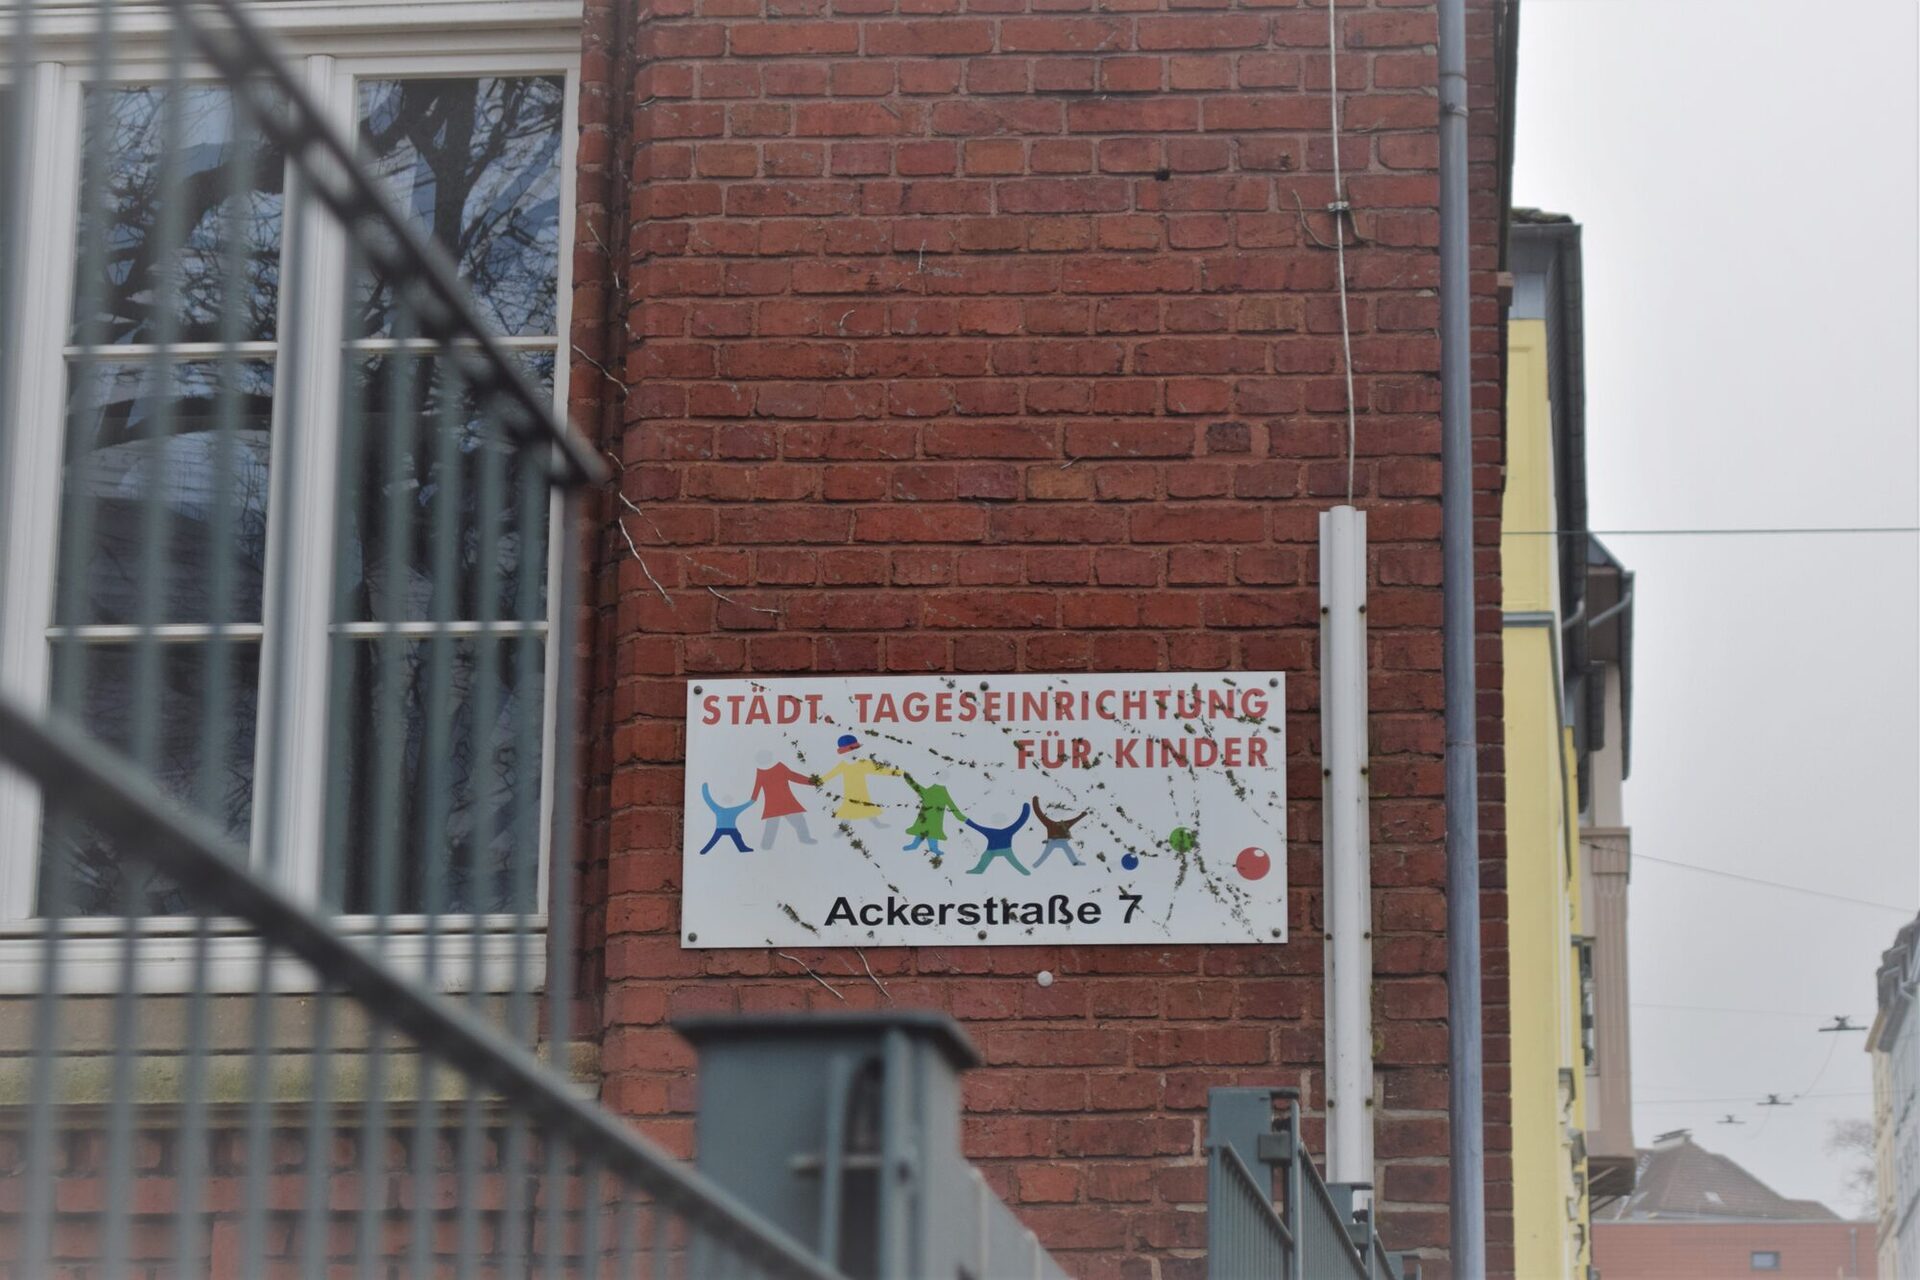 STÄDT. TAGESEINRICHTUNG
FÜR KINDER
Ackerstraße 7